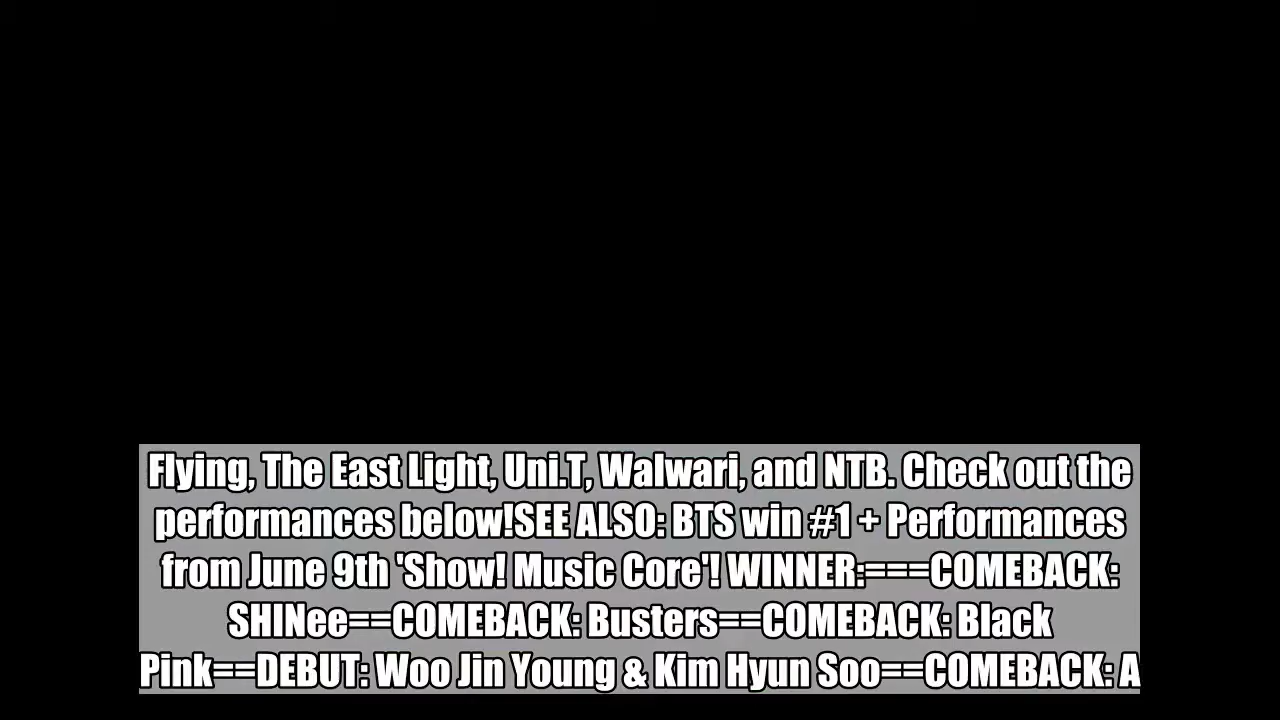 Flying, The East Light, Uni.T, Walwari, and NTB. Check out the
performances below!SEE ALSO: BTS win #1 + Performances
from June 9th 'Show! Music Core'! WINNER:===COMEBACK:
SHINee==COMEBACK: Busters==COMEBACK: Black
Pink==DEBUT: Woo Jin Young & Kim Hyun Soo==COMEBACK: A